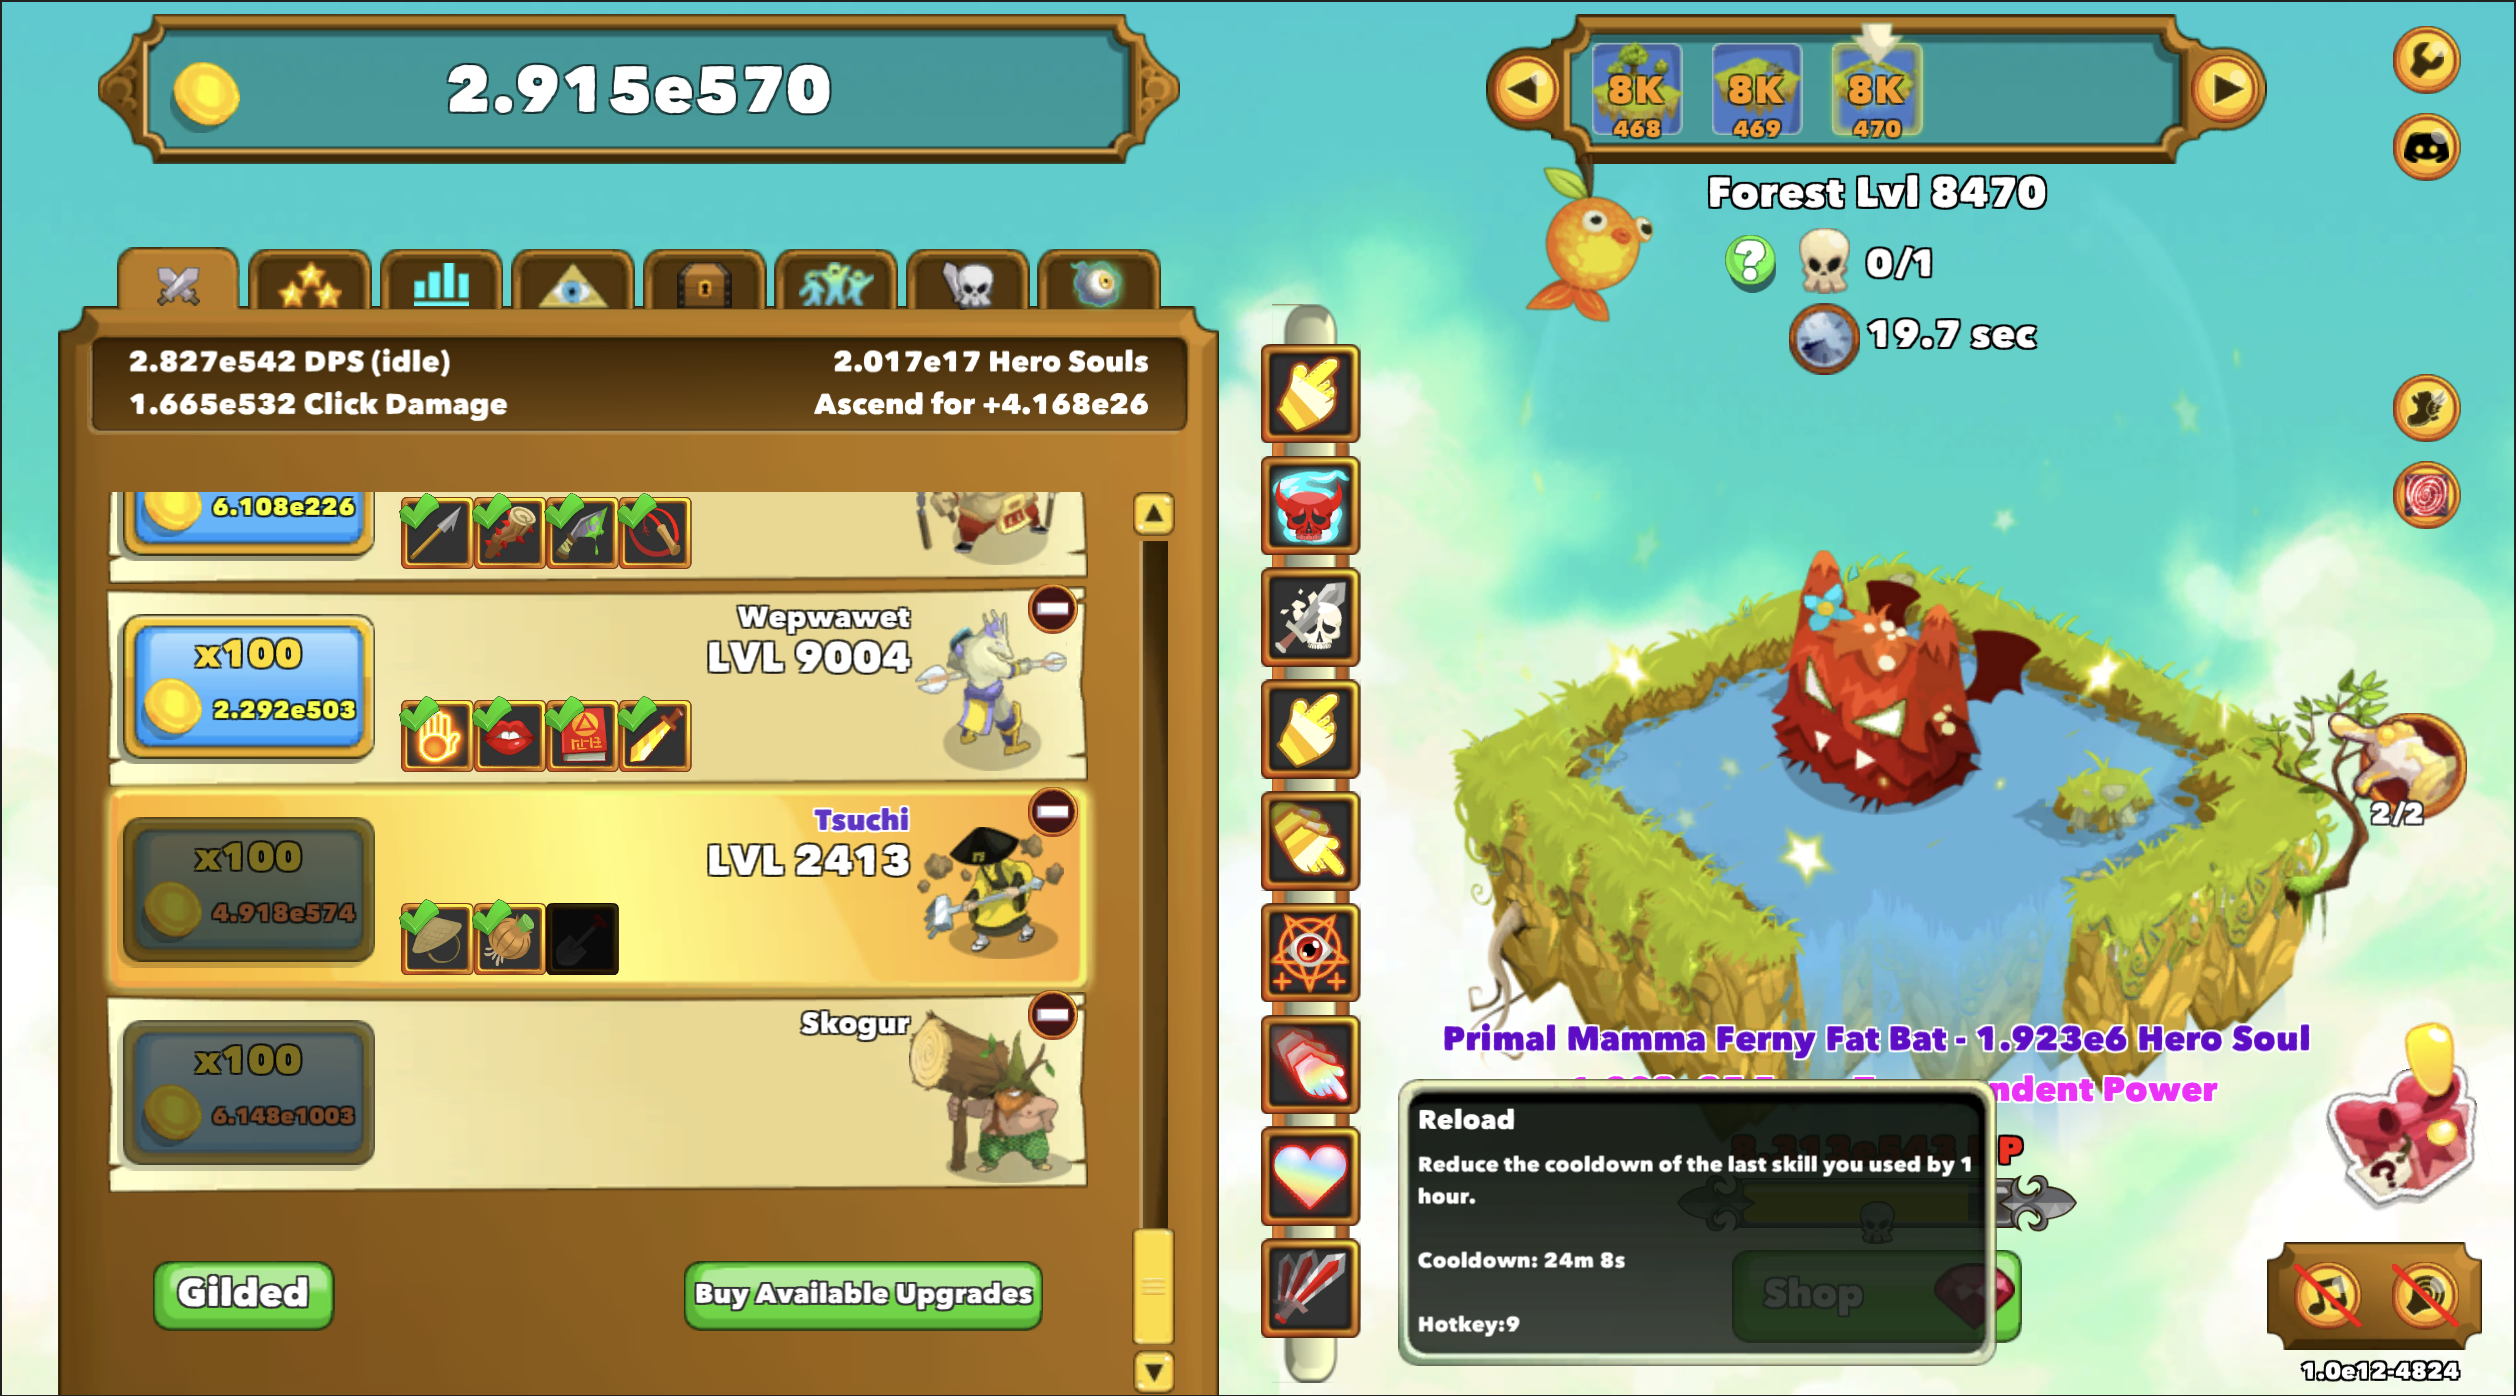 2.915e570
8K
468
8K
469
8K
470
Forest Lvl 8470
?
0/1
19.7 sec
2.827e542 DPS (idle)
2.017e17 Hero Souls
1.665e532 Click Damage
Ascend for +4.168e26
6.108e226
Wepwawet
LVL 9004
x100
2.292e503
Tsuchi
LVL 2413
x100
4.918e574
Skogur
x100
6.148e1003
Gilded
Buy Available Upgrades
2/2
Primal Mamma Ferny Fat Bat - 1.923e6 Hero Soul
Power
Reload
Reduce the cooldown of the last skill you used by 1
hour.
Cooldown: 24m 8s
Hotkey:9
Shop
?
1.0e12-4824